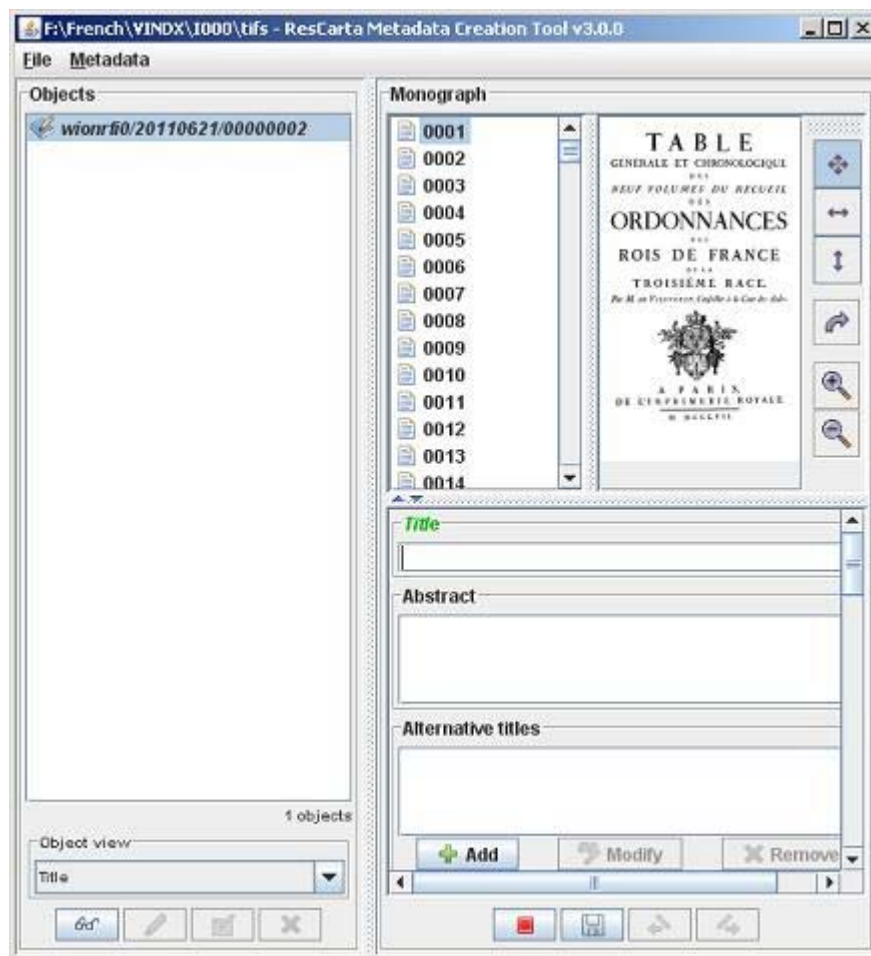 F:\French\VINDX\I000\tifs - ResCarta Metadata Creation Tool v3.0.0
File Metadata
Objects
wionrfi0/20110621/00000002
1 objects
Object view
Title
Monograph
0001
0002
0003
0004
0005
0006
0007
0008
0009
0010
0011
0012
0013
0014
TABLE
GENERALE ET CHRONOLOGIQUE
DES
NEUF VOLUMES DU RECUEIL
DES
ORDONNANCES
DES
ROIS DE FRANCE
DE LA
TROISIÉME RACE.
A PARIS,
DE L'IMPRIMERIE ROYALE
Title
Abstract
Alternative titles
Add Modify Remove